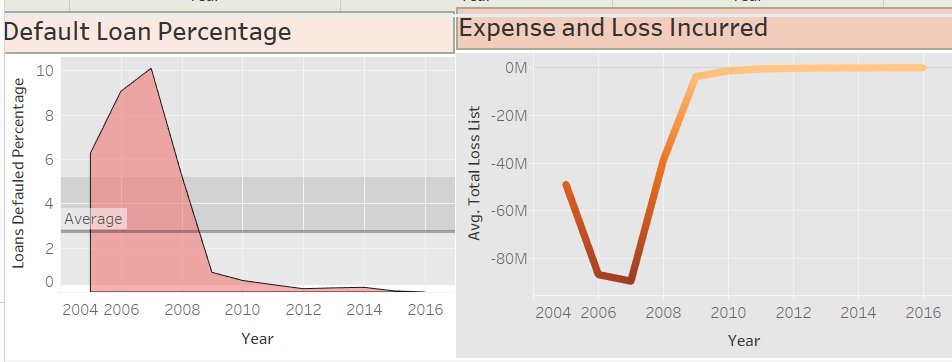 Default Loan Percentage
Loans Defauled Percentage
10
8
6
4
2
0
Average
2004 2006 2008 2010 2012 2014 2016
Year
Expense and Loss Incurred
Avg. Total Loss List
0M
-20M
-40M
-60M
-80M
2004 2006 2008 2010 2012 2014 2016
Year